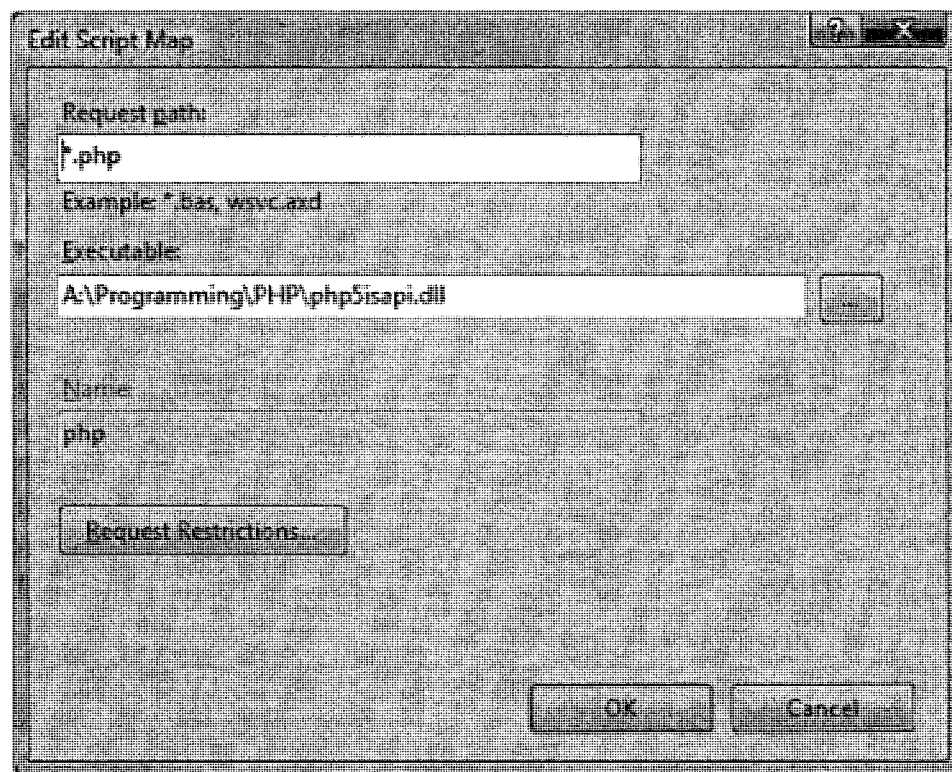 Edit Script Map
? X
Request path:
*.php
Example: *.bas, wsvc.axd
Executable:
A:\Programming\PHP\php5isapi.dll
...
Name:
php
Request Restrictions...
OK
Cancel